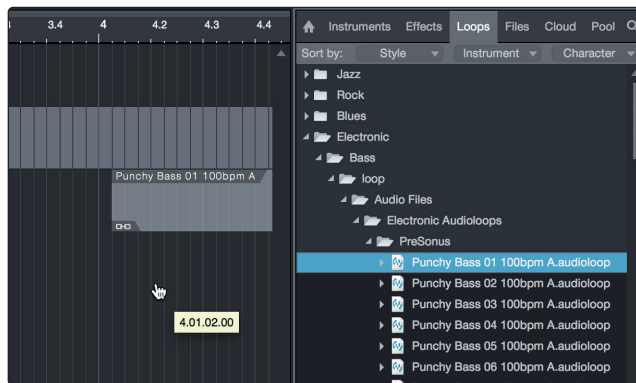 3.4 4 4.2 4.3 4.4
Punchy Bass 01 100bpm A
4.01.02.00
Instruments Effects Loops Files Cloud Pool
Sort by: Style Instrument Character
Jazz
Rock
Blues
Electronic
Bass
loop
Audio Files
Electronic Audioloops
PreSonus
Punchy Bass 01 100bpm A.audioloop
Punchy Bass 02 100bpm A.audioloop
Punchy Bass 03 100bpm A.audioloop
Punchy Bass 04 100bpm A.audioloop
Punchy Bass 05 100bpm A.audioloop
Punchy Bass 06 100bpm A.audioloop